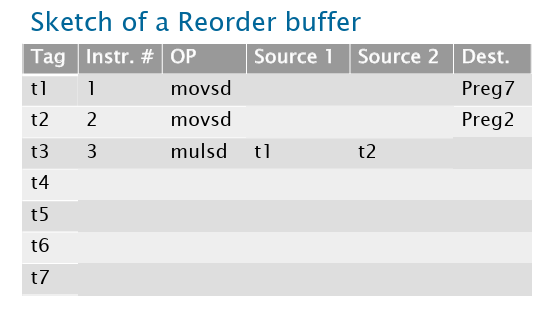 Sketch of a Reorder buffer
Tag Instr. # OP Source 1 Source 2 Dest.
t1 1 movsd Preg7
t2 2 movsd Preg2
t3 3 mulsd t1 t2
t4
t5
t6
t7